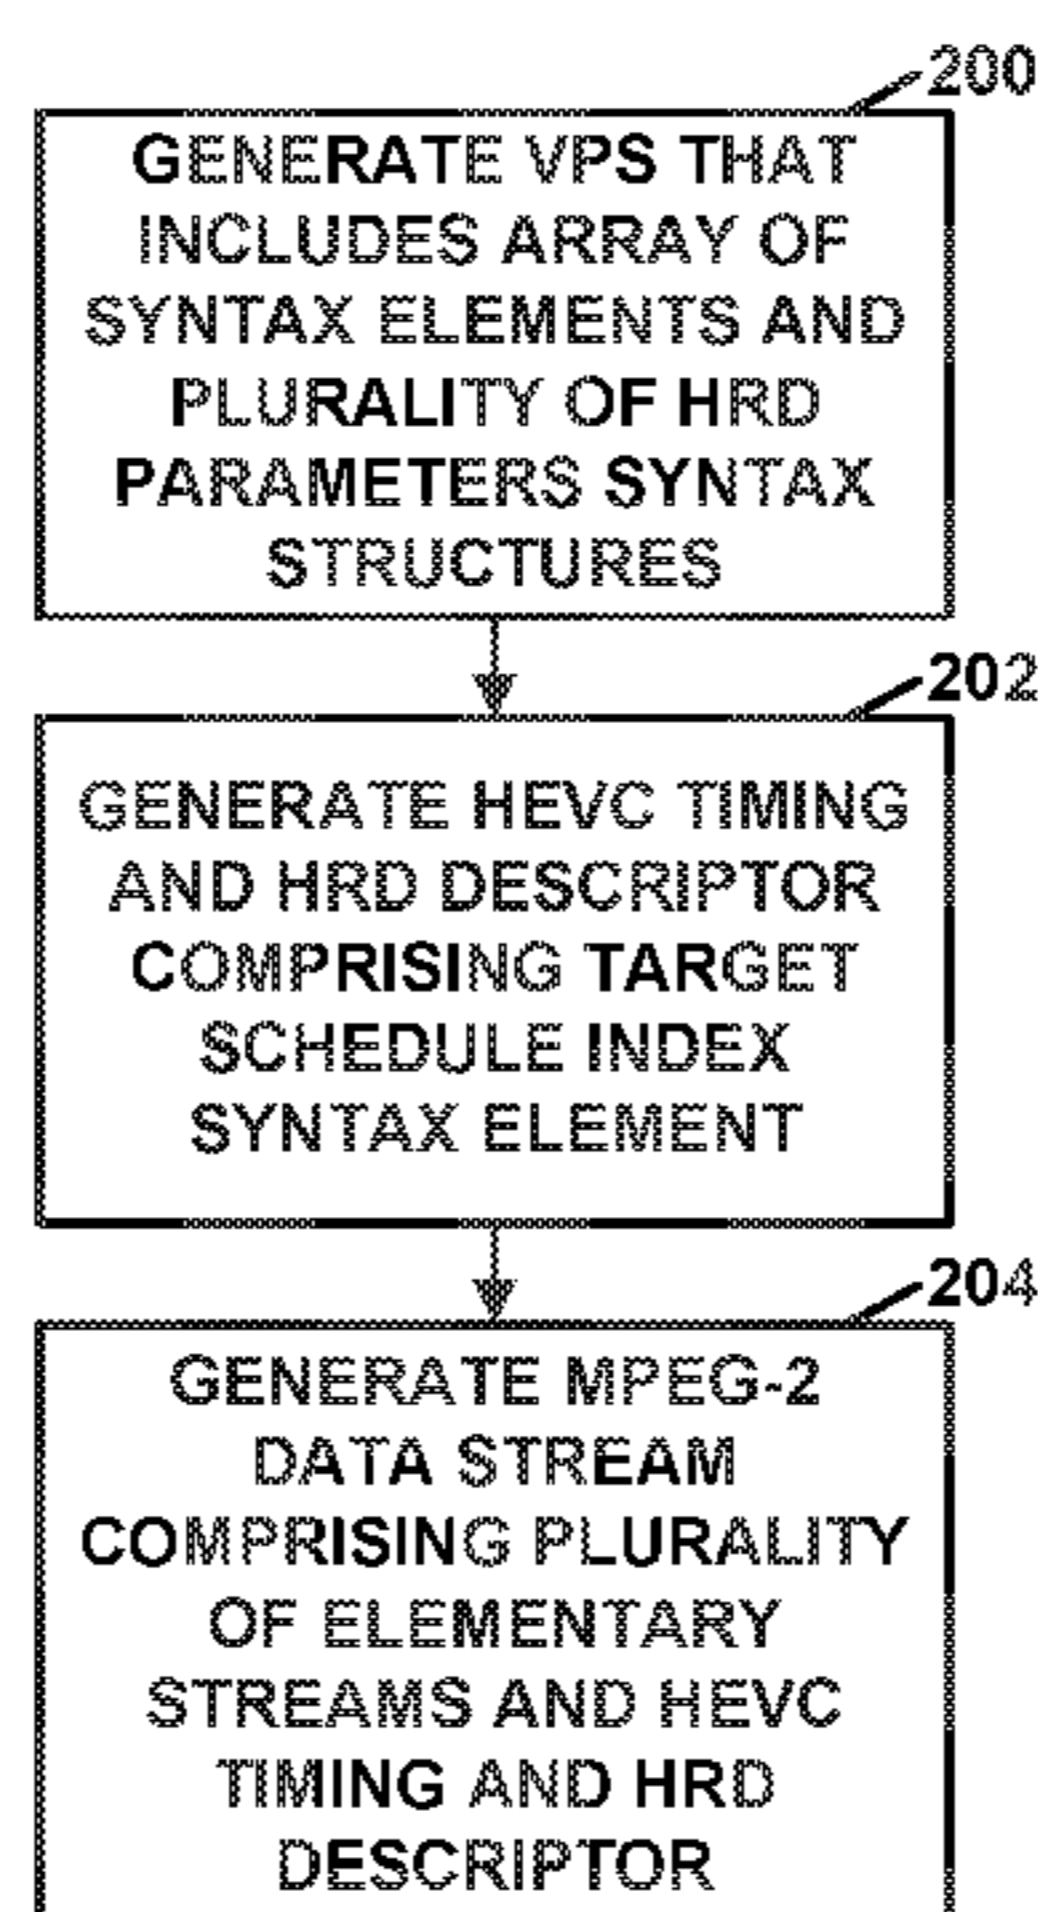 200
GENERATE VPS THAT
INCLUDES ARRAY OF
SYNTAX ELEMENTS AND
PLURALITY OF HRD
PARAMETERS SYNTAX
STRUCTURES
202
GENERATE HEVC TIMING
AND HRD DESCRIPTOR
COMPRISING TARGET
SCHEDULE INDEX
SYNTAX ELEMENT
204
GENERATE MPEG-2
DATA STREAM
COMPRISING PLURALITY
OF ELEMENTARY
STREAMS AND HEVC
TIMING AND HRD
DESCRIPTOR